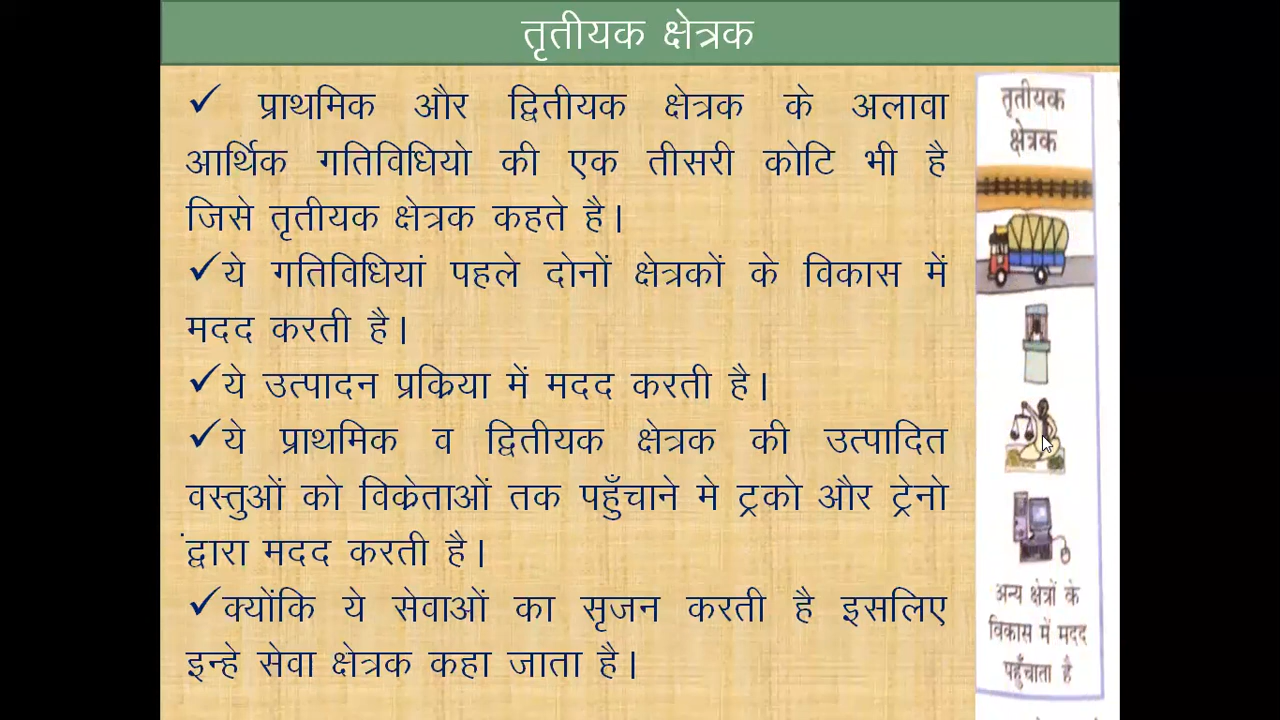 तृतीयक क्षेत्रक
✓ प्राथमिक और द्वितीयक क्षेत्रक के अलावा
आर्थिक गतिविधियो की एक तीसरी कोटि भी है
जिसे तृतीयक क्षेत्रक कहते है।
✓ये गतिविधियां पहले दोनों क्षेत्रकों के विकास में
मदद करती है।
✓ये उत्पादन प्रक्रिया में मदद करती है।
✓ये प्राथमिक व द्वितीयक क्षेत्रक की उत्पादित
वस्तुओं को विक्रेताओं तक पहुँचाने मे ट्रको और ट्रेनो
द्वारा मदद करती है।
✓क्योंकि ये सेवाओं का सृजन करती है इसलिए
इन्हे सेवा क्षेत्रक कहा जाता है।
तृतीयक
क्षेत्रक
अन्य क्षेत्रों के
विकास में मदद
पहुँचाता है